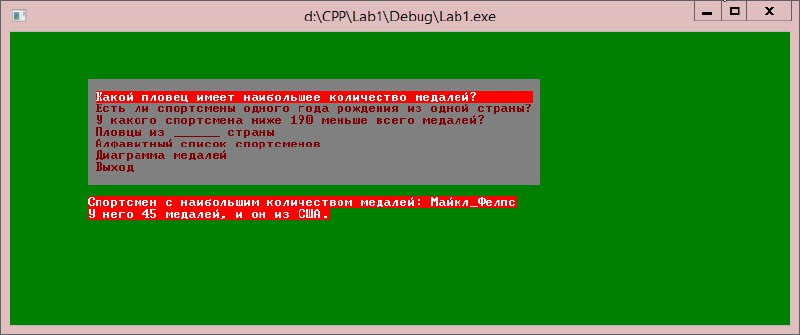 d:\CPP\Lab1\Debug\Lab1.exe
Какой пловец имеет наибольшее количество медалей?
Есть ли спортсмены одного года рождения из одной страны?
У какого спортсмена ниже 190 меньше всего медалей?
Пловцы из ______ страны
Алфавитный список спортсменов
Диаграмма медалей
Выход
Спортсмен с наибольшим количеством медалей: Майкл_Фелпс
У него 45 медалей, и он из США.